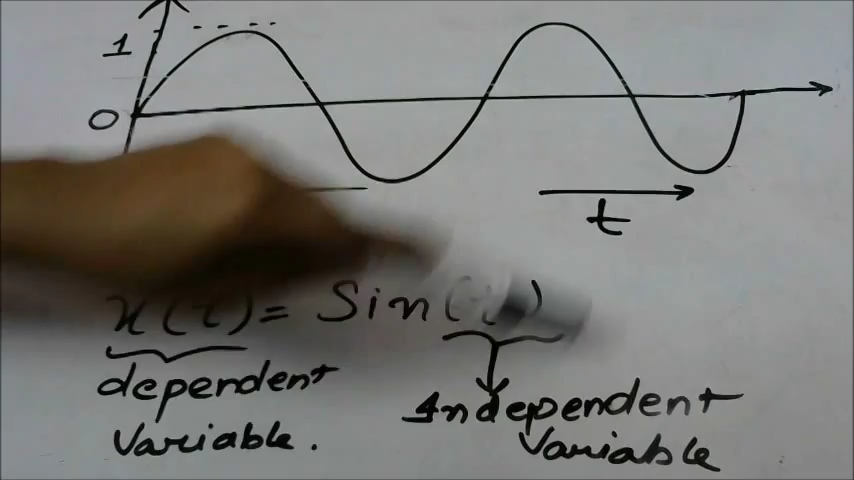 1
0
t
x(t) = Sin(t)
dependent
Variable.
Independent
Variable